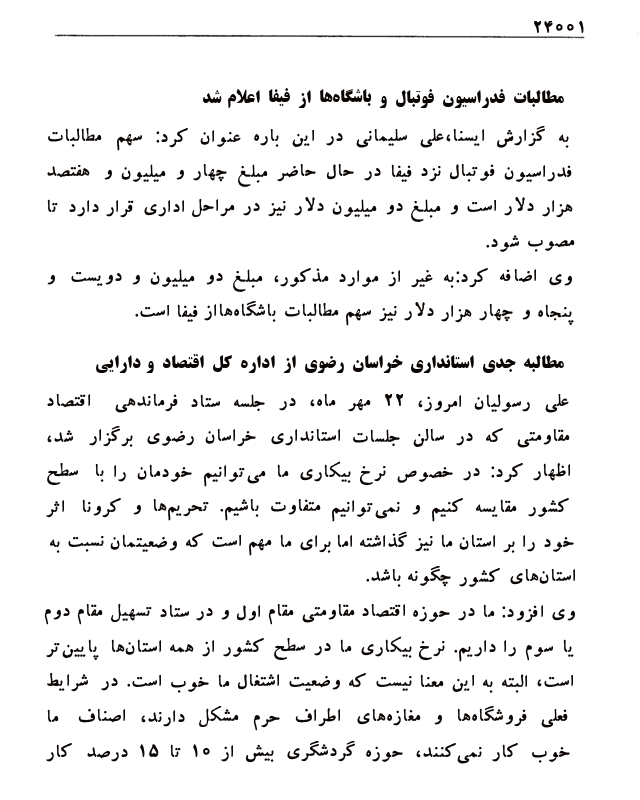 ۲۴۰۰۱
مطالبات فدراسیون فوتبال و باشگاه‌ها از فیفا اعلام شد
به گزارش ایسنا،علی سلیمانی در این باره عنوان کرد: سهم مطالبات
فدراسیون فوتبال نزد فیفا در حال حاضر مبلغ چهار و میلیون و هفتصد
هزار دلار است و مبلغ دو میلیون دلار نیز در مراحل اداری قرار دارد تا
مصوب شود.
وی اضافه کرد:به غیر از موارد مذکور، مبلغ دو میلیون و دویست و
پنجاه و چهار هزار دلار نیز سهم مطالبات باشگاه‌هااز فیفا است.
مطالبه جدی استانداری خراسان رضوی از اداره کل اقتصاد و دارایی
علی رسولیان امروز، ۲۲ مهر ماه، در جلسه ستاد فرماندهی اقتصاد
مقاومتی که در سالن جلسات استانداری خراسان رضوی برگزار شد،
اظهار کرد: در خصوص نرخ بیکاری ما می‌توانیم خودمان را با سطح
کشور مقایسه کنیم و نمی‌توانیم متفاوت باشیم. تحریم‌ها و کرونا اثر
خود را بر استان ما نیز گذاشته اما برای ما مهم است که وضعیتمان نسبت به
استان‌های کشور چگونه باشد.
وی افزود: ما در حوزه اقتصاد مقاومتی مقام اول و در ستاد تسهیل مقام دوم
یا سوم را داریم. نرخ بیکاری ما در سطح کشور از همه استان‌ها پایین‌تر
است، البته به این معنا نیست که وضعیت اشتغال ما خوب است. در شرایط
فعلی فروشگاه‌ها و مغازه‌های اطراف حرم مشکل دارند، اصناف ما
خوب کار نمی‌کنند، حوزه گردشگری بیش از ۱۰ تا ۱۵ درصد کار